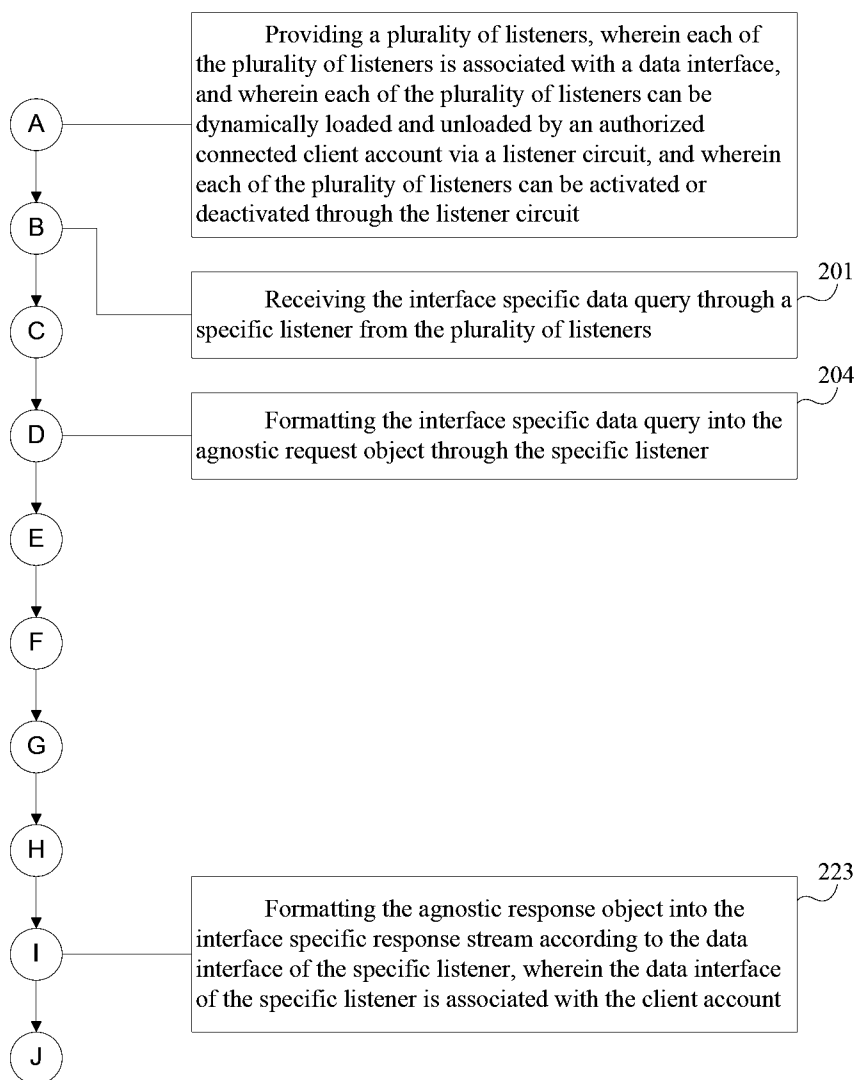 A
Providing a plurality of listeners, wherein each of
the plurality of listeners is associated with a data interface,
and wherein each of the plurality of listeners can be
dynamically loaded and unloaded by an authorized
connected client account via a listener circuit, and wherein
each of the plurality of listeners can be activated or
deactivated through the listener circuit
B
201
Receiving the interface specific data query through a
specific listener from the plurality of listeners
C
204
D
Formatting the interface specific data query into the
agnostic request object through the specific listener
E
F
G
H
223
I
Formatting the agnostic response object into the
interface specific response stream according to the data
interface of the specific listener, wherein the data interface
of the specific listener is associated with the client account
J